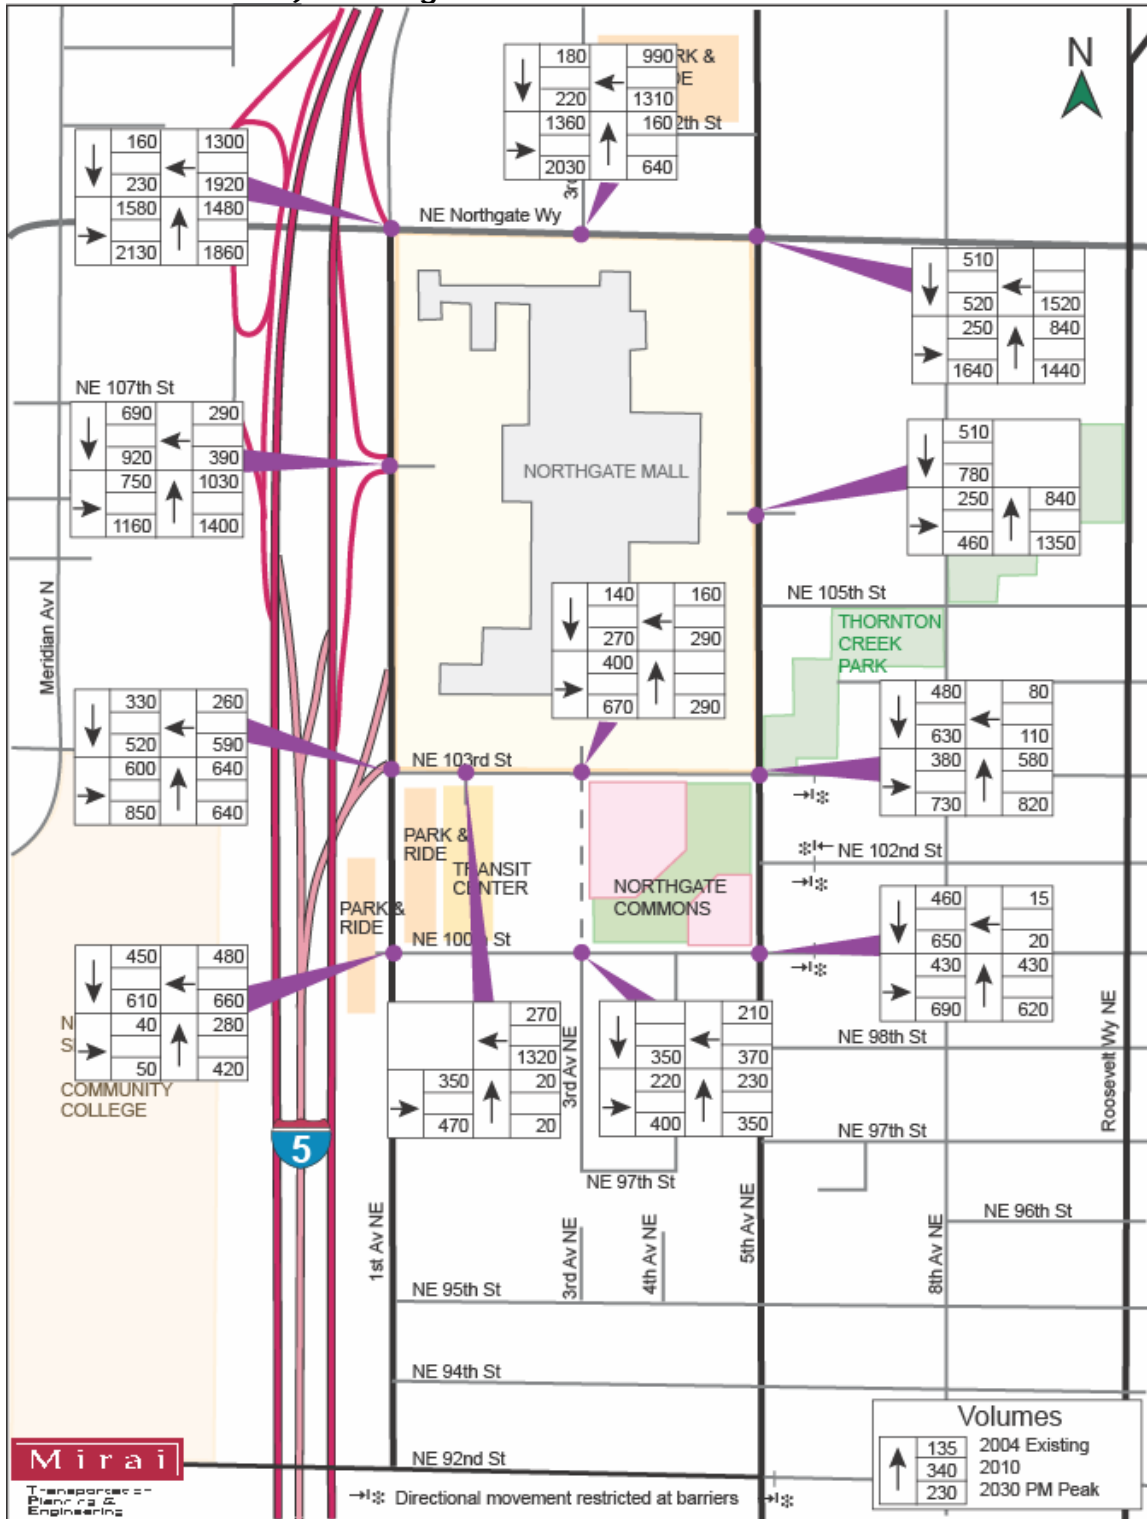 180 990
220 1310
1360 160
2030 640
RK &
DE
2th St
N
160 1300
230 1920
1580 1480
2130 1860
3r
NE Northgate Wy
510
520 1520
250 840
1640 1440
NE 107th St
690 290
920 390
750 1030
1160 1400
NORTHGATE MALL
510
780
250 840
460 1350
Meridian Av N
140 160
270 290
400
670 290
NE 105th St
THORNTON
CREEK
PARK
330 260
520 590
600 640
850 640
NE 103rd St
480 80
630 110
380 580
730 820
PARK &
RIDE
TRANSIT
CENTER
PARK &
RIDE
NORTHGATE
COMMONS
NE 102nd St
460 15
650 20
430 430
690 620
NE 100 St
450 480
610 660
40 280
50 420
N
S
COMMUNITY
COLLEGE
270
1320
350 20
470 20
3rd Av NE
210
350 370
220 230
400 350
NE 98th St
Roosevelt Wy NE
5
NE 97th St
NE 97th St
NE 96th St
1st Av NE
3rd Av NE
4th Av NE
5th Av NE
8th Av NE
NE 95th St
NE 94th St
NE 92nd St
Volumes
135 2004 Existing
340 2010
230 2030 PM Peak
Mirai
Planning &
Engineering
Directional movement restricted at barriers